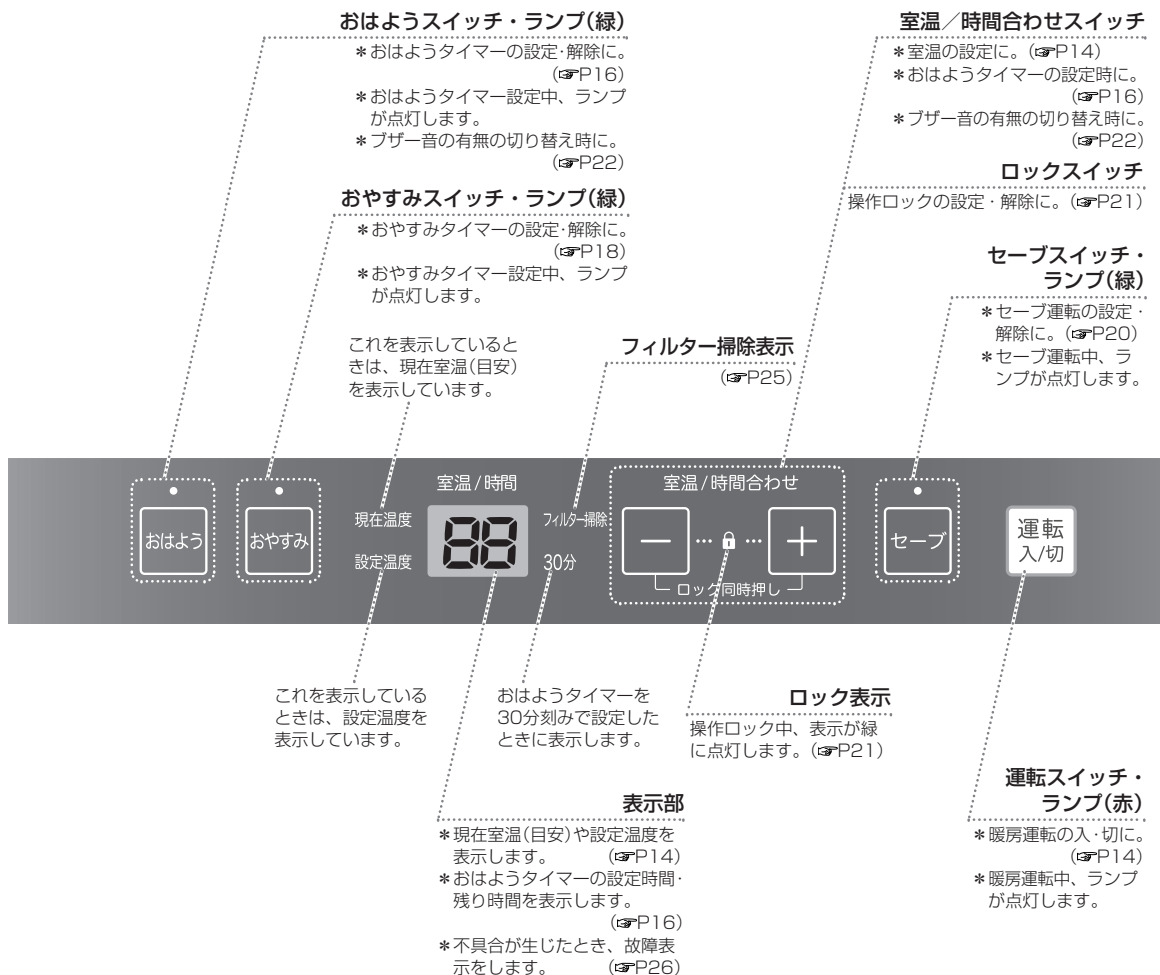 おはようスイッチ・ランプ(緑)
＊おはようタイマーの設定・解除に。
(☞P16)
＊おはようタイマー設定中、ランプ
が点灯します。
＊ブザー音の有無の切り替え時に。
(☞P22)
おやすみスイッチ・ランプ(緑)
＊おやすみタイマーの設定・解除に。
(☞P18)
＊おやすみタイマー設定中、ランプ
が点灯します。
これを表示していると
きは、現在室温(目安)
を表示しています。
フィルター掃除表示
(☞P25)
室温／時間合わせスイッチ
＊室温の設定に。(☞P14)
＊おはようタイマーの設定時に。
(☞P16)
＊ブザー音の有無の切り替え時に。
(☞P22)
ロックスイッチ
操作ロックの設定・解除に。(☞P21)
セーブスイッチ・
ランプ(緑)
＊セーブ運転の設定・
解除に。(☞P20)
＊セーブ運転中、ラ
ンプが点灯します。
おはよう
おやすみ
室温/時間
現在温度
設定温度
88
フィルター掃除
30分
室温/時間合わせ
－ … … ＋
ロック同時押し
セーブ
運転
入/切
これを表示している
ときは、設定温度を
表示しています。
おはようタイマーを
30分刻みで設定した
ときに表示します。
ロック表示
操作ロック中、表示が緑
に点灯します。(☞P21)
表示部
＊現在室温(目安)や設定温度を
表示します。 (☞P14)
＊おはようタイマーの設定時間・
残り時間を表示します。
(☞P16)
＊不具合が生じたとき、故障表
示をします。 (☞P26)
運転スイッチ・
ランプ(赤)
＊暖房運転の入・切に。
(☞P14)
＊暖房運転中、ランプ
が点灯します。